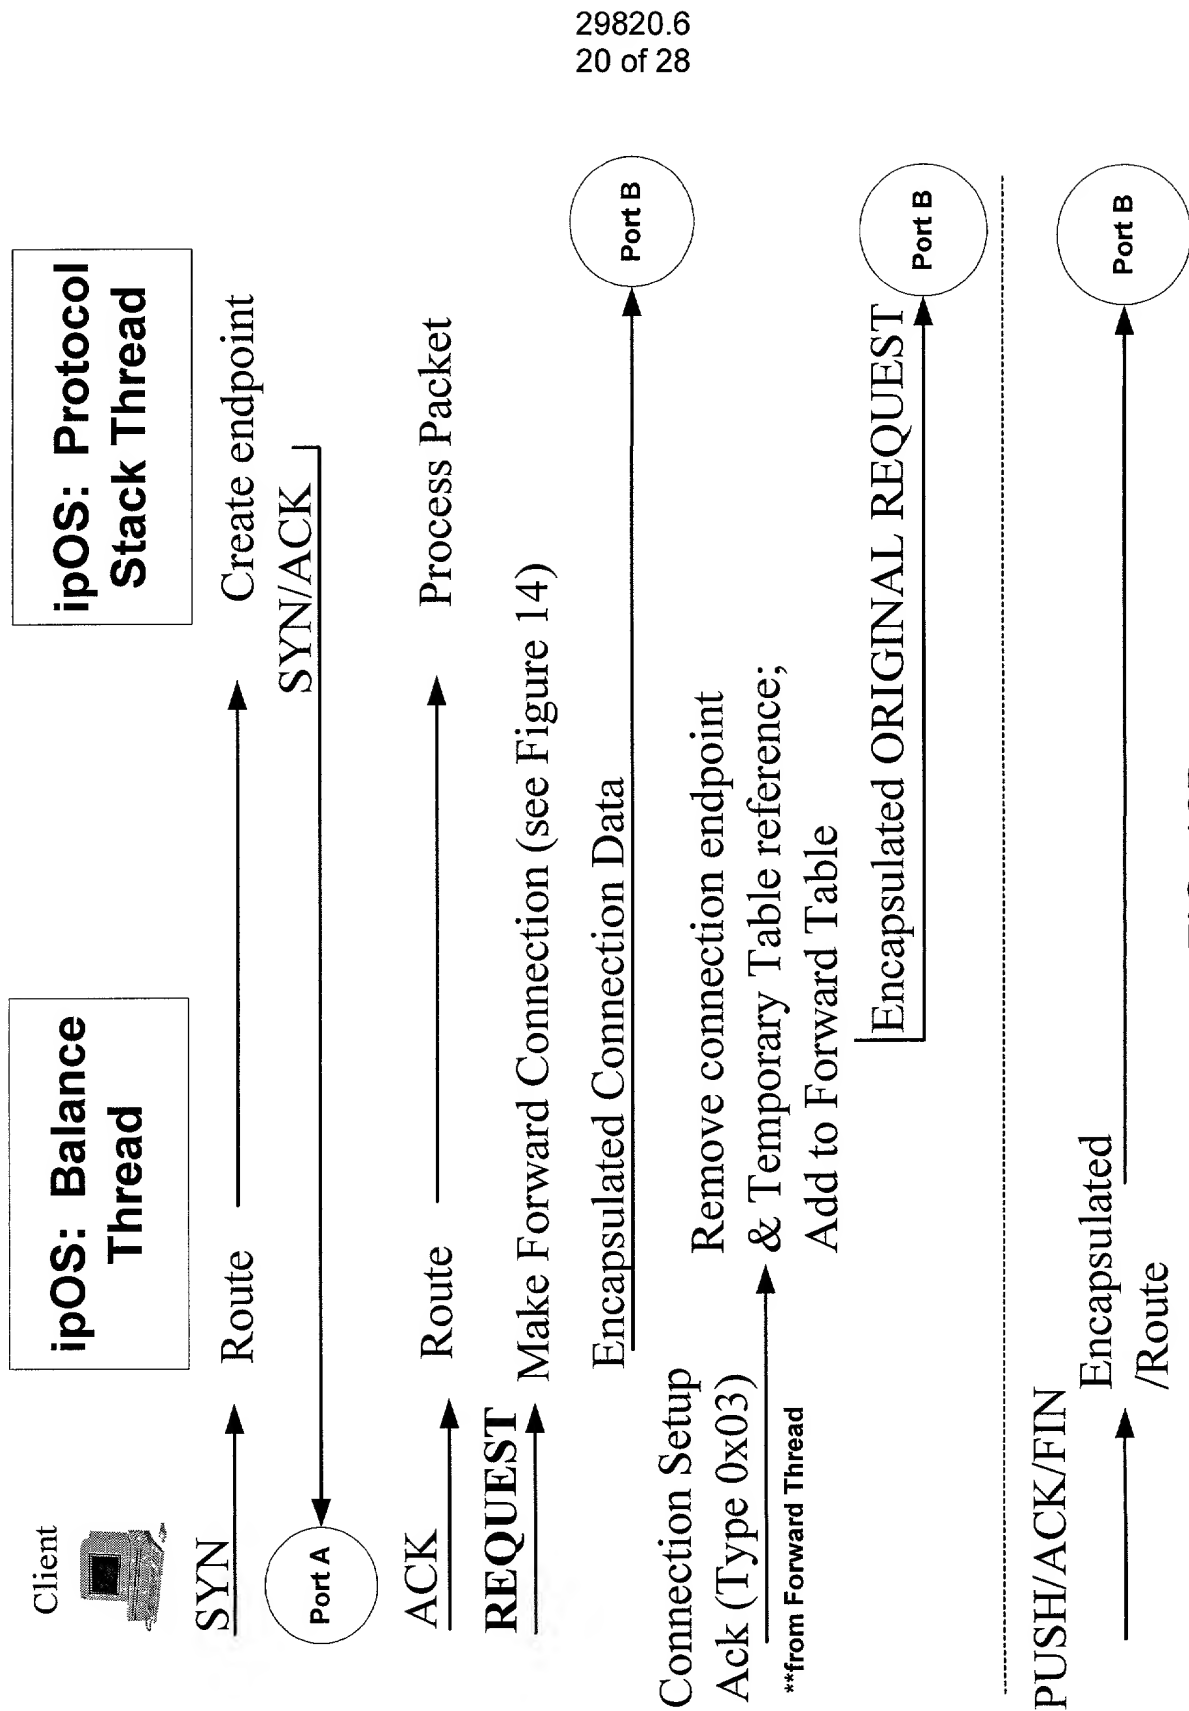 29820.6
20 of 28
Client
ipOS: Balance
Thread
ipOS: Protocol
Stack Thread
SYN
Route
Create endpoint
SYN/ACK
Port A
ACK
Route
Process Packet
REQUEST
Make Forward Connection (see Figure 14)
Encapsulated Connection Data
Port B
Connection Setup
Ack (Type 0x03)
**from Forward Thread
Remove connection endpoint
& Temporary Table reference;
Add to Forward Table
Encapsulated ORIGINAL REQUEST
Port B
PUSH/ACK/FIN
Encapsulated
/Route
Port B